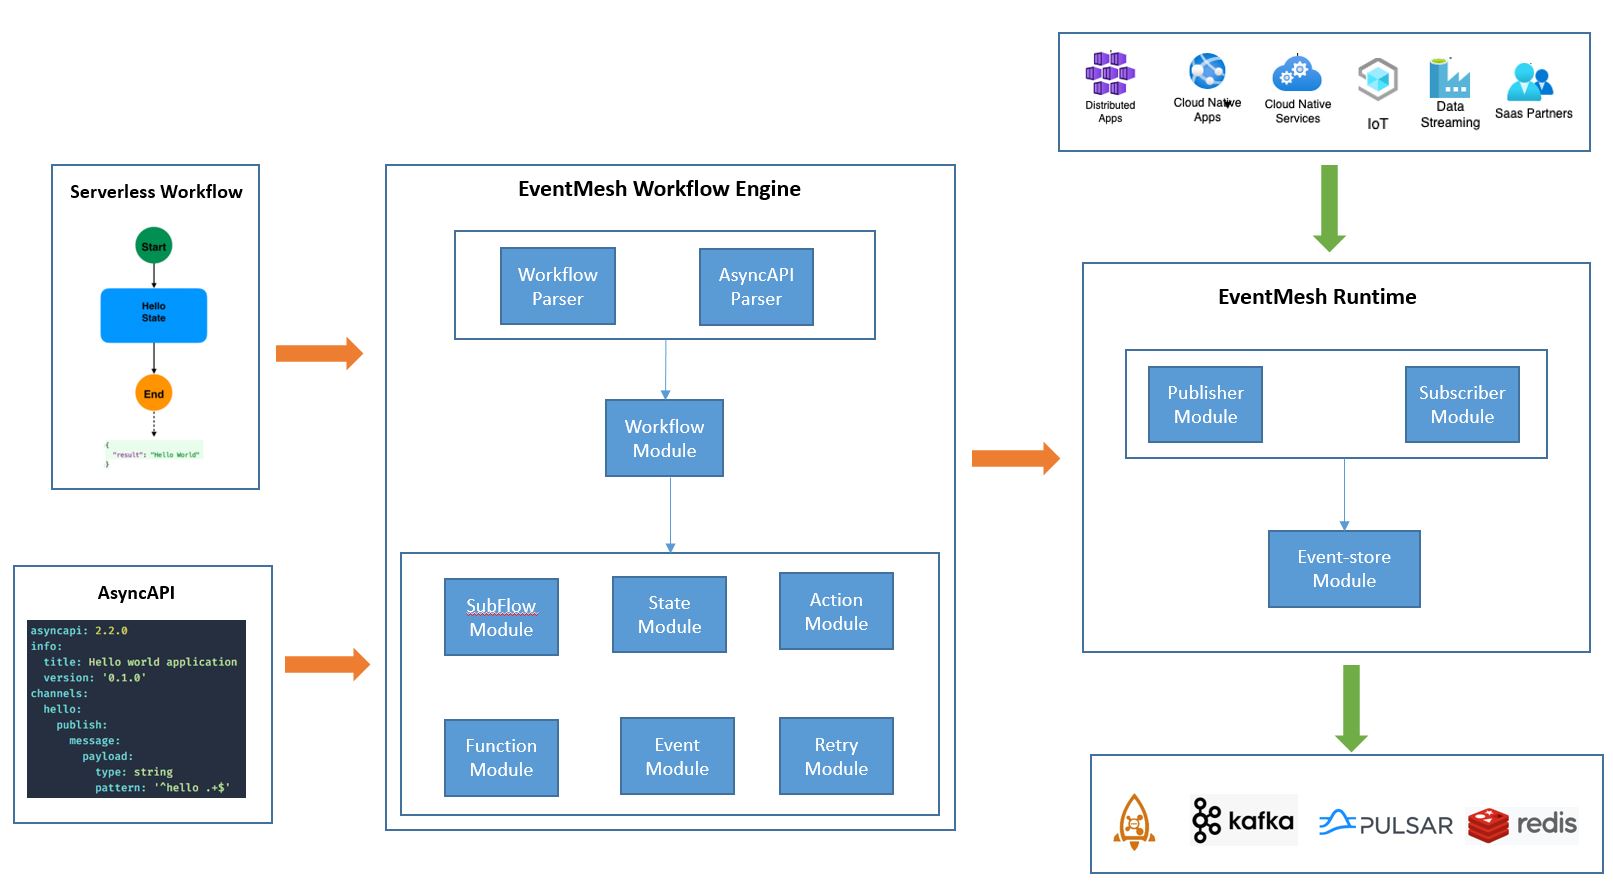 Serverless Workflow
Start
Hello
State
End
{
"result": "Hello World"
}
AsyncAPI
asyncapi: 2.2.0
info:
  title: Hello world application
  version: '0.1.0'
channels:
  hello:
    publish:
      message:
        payload:
          type: string
          pattern: '^hello .+$'
EventMesh Workflow Engine
Workflow
Parser
AsyncAPI
Parser
Workflow
Module
SubFlow
Module
State
Module
Action
Module
Function
Module
Event
Module
Retry
Module
Distributed
Apps
Cloud Native
Apps
Cloud Native
Services
IoT
Data
Streaming
Saas Partners
EventMesh Runtime
Publisher
Module
Subscriber
Module
Event-store
Module
kafka
PULSAR
redis